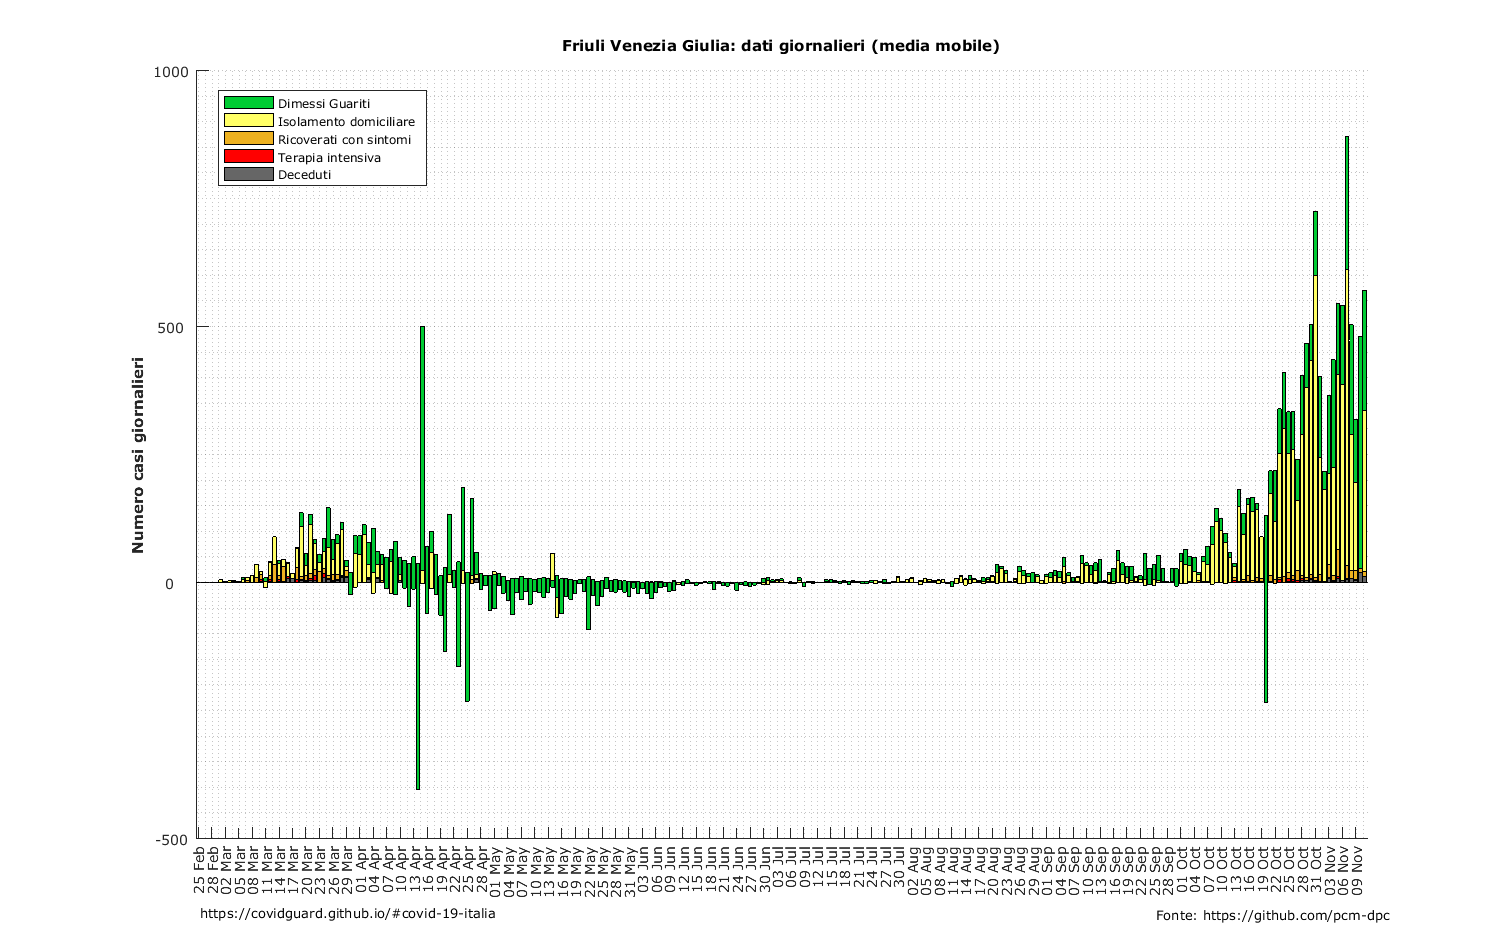 Friuli Venezia Giulia: dati giornalieri (media mobile)
1000
500
0
-500
Numero casi giornalieri
Dimessi Guariti
Isolamento domiciliare
Ricoverati con sintomi
Terapia intensiva
Deceduti
25 Feb
28 Feb
02 Mar
05 Mar
08 Mar
11 Mar
14 Mar
17 Mar
20 Mar
23 Mar
26 Mar
29 Mar
01 Apr
04 Apr
07 Apr
10 Apr
13 Apr
16 Apr
19 Apr
22 Apr
25 Apr
28 Apr
01 May
04 May
07 May
10 May
13 May
16 May
19 May
22 May
25 May
28 May
31 May
03 Jun
06 Jun
09 Jun
12 Jun
15 Jun
18 Jun
21 Jun
24 Jun
27 Jun
30 Jun
03 Jul
06 Jul
09 Jul
12 Jul
15 Jul
18 Jul
21 Jul
24 Jul
27 Jul
30 Jul
02 Aug
05 Aug
08 Aug
11 Aug
14 Aug
17 Aug
20 Aug
23 Aug
26 Aug
29 Aug
01 Sep
04 Sep
07 Sep
10 Sep
13 Sep
16 Sep
19 Sep
22 Sep
25 Sep
28 Sep
01 Oct
04 Oct
07 Oct
10 Oct
13 Oct
16 Oct
19 Oct
22 Oct
25 Oct
28 Oct
31 Oct
03 Nov
06 Nov
09 Nov
https://covidguard.github.io/#covid-19-italia
Fonte: https://github.com/pcm-dpc